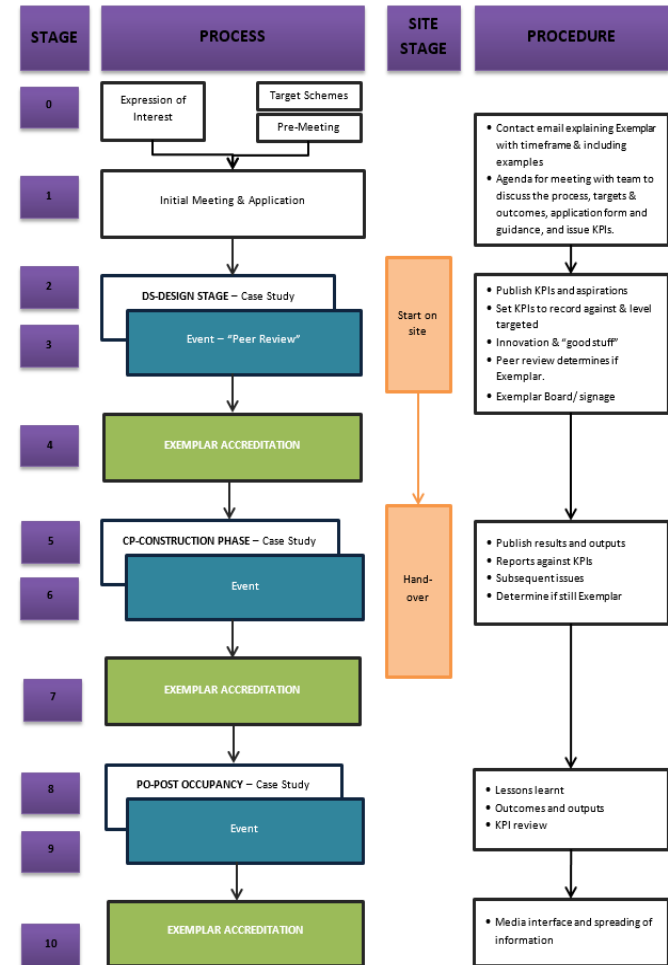 STAGE
PROCESS
SITE
STAGE
PROCEDURE
0
Expression of
Interest
Target Schemes
Pre-Meeting
• Contact email explaining Exemplar
with timeframe & including
examples
• Agenda for meeting with team to
discuss the process, targets &
outcomes, application form and
guidance, and issue KPIs.
1
Initial Meeting & Application
2
DS-DESIGN STAGE – Case Study
3
Event – “Peer Review”
Start on
site
• Publish KPIs and aspirations
• Set KPIs to record against & level
targeted
• Innovation & “good stuff”
• Peer review determines if
Exemplar.
• Exemplar Board/ signage
4
EXEMPLAR ACCREDITATION
5
CP-CONSTRUCTION PHASE – Case Study
6
Event
Hand-
over
• Publish results and outputs
• Reports against KPIs
• Subsequent issues
• Determine if still Exemplar
7
EXEMPLAR ACCREDITATION
8
PO-POST OCCUPANCY – Case Study
9
Event
• Lessons learnt
• Outcomes and outputs
• KPI review
10
EXEMPLAR ACCREDITATION
• Media interface and spreading of
information